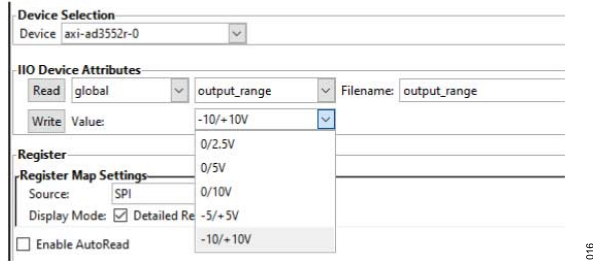 Device Selection
Device axi-ad3552r-0
IIO Device Attributes
Read global output_range Filename: output_range
Write Value: -10/+10V
0/2.5V
0/5V
0/10V
-5/+5V
-10/+10V
Register
Register Map Settings
Source: SPI
Display Mode: Detailed Re
Enable AutoRead
016